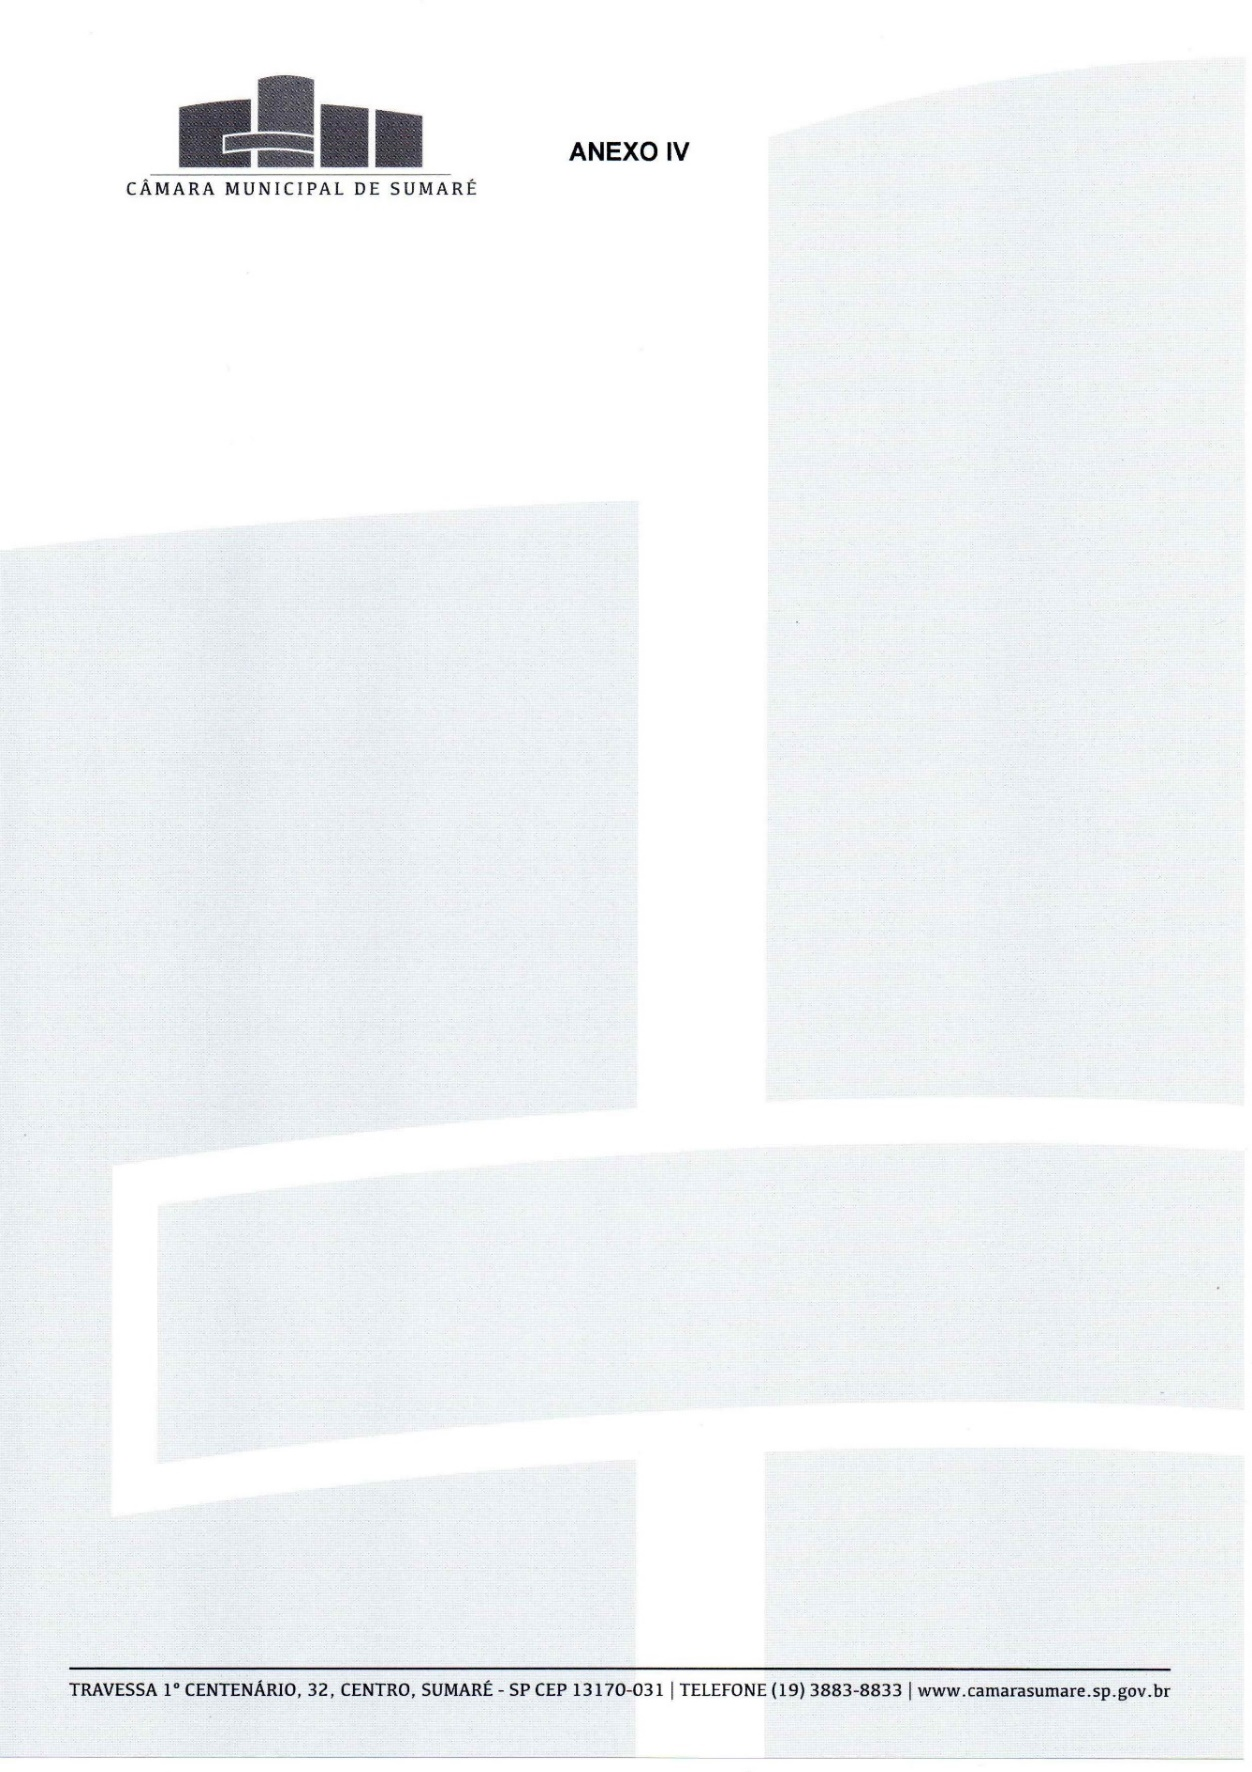 ANEXO IV
CÂMARA MUNICIPAL DE SUMARÉ
TRAVESSA 1º CENTENÁRIO, 32, CENTRO, SUMARÉ - SP CEP 13170-031 | TELEFONE (19) 3883-8833 | www.camarasumare.sp.gov.br